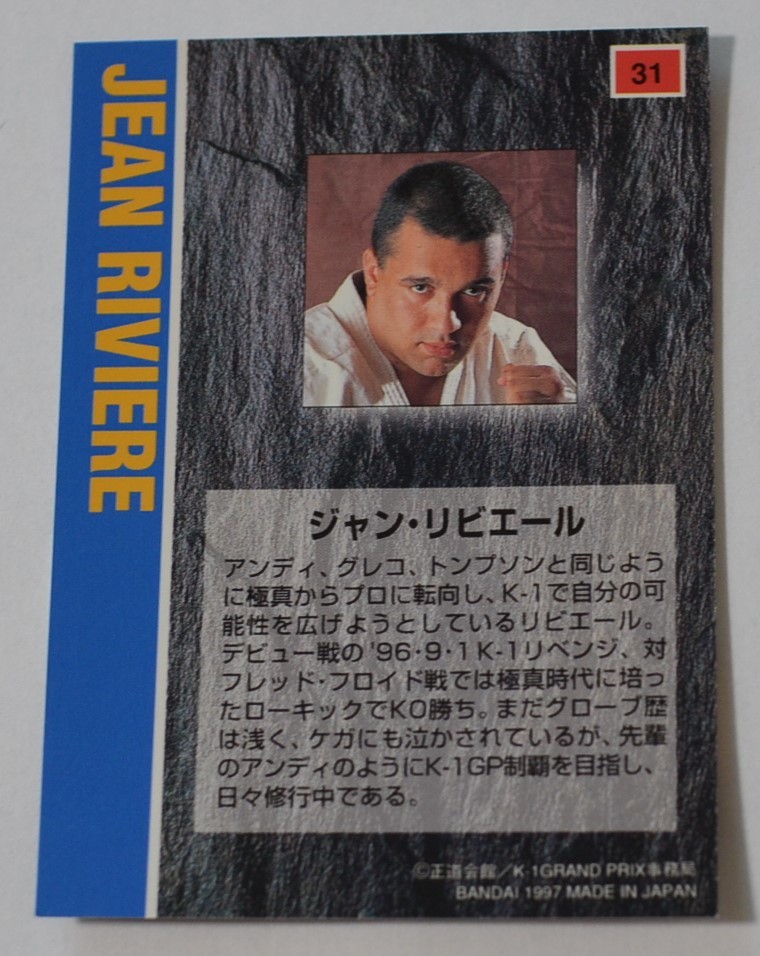 JEAN RIVIERE
31
ジャン・リビエール
アンディ、グレコ、トンプソンと同じよう
に極真からプロに転向し、K-1で自分の可
能性を広げようとしているリビエール。
デビュー戦の'96・9・1 K-1リベンジ、対
フレッド・フロイド戦では極真時代に培っ
たローキックでKO勝ち。まだグローブ歴
は浅く、ケガにも泣かされているが、先輩
のアンディのようにK-1GP制覇を目指し、
日々修行中である。
©正道会館／K-1GRAND PRIX事務局
BANDAI 1997 MADE IN JAPAN